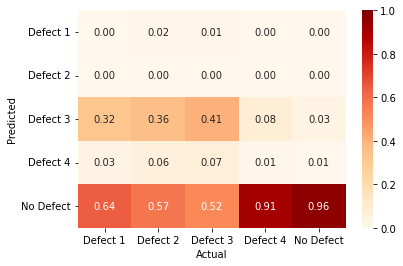 1.0
Defect 1 0.00 0.02 0.01 0.00 0.00
0.8
Defect 2 0.00 0.00 0.00 0.00 0.00
0.6
Predicted
Defect 3 0.32 0.36 0.41 0.08 0.03
0.4
Defect 4 0.03 0.06 0.07 0.01 0.01
0.2
No Defect 0.64 0.57 0.52 0.91 0.96
0.0
Defect 1 Defect 2 Defect 3 Defect 4 No Defect
Actual